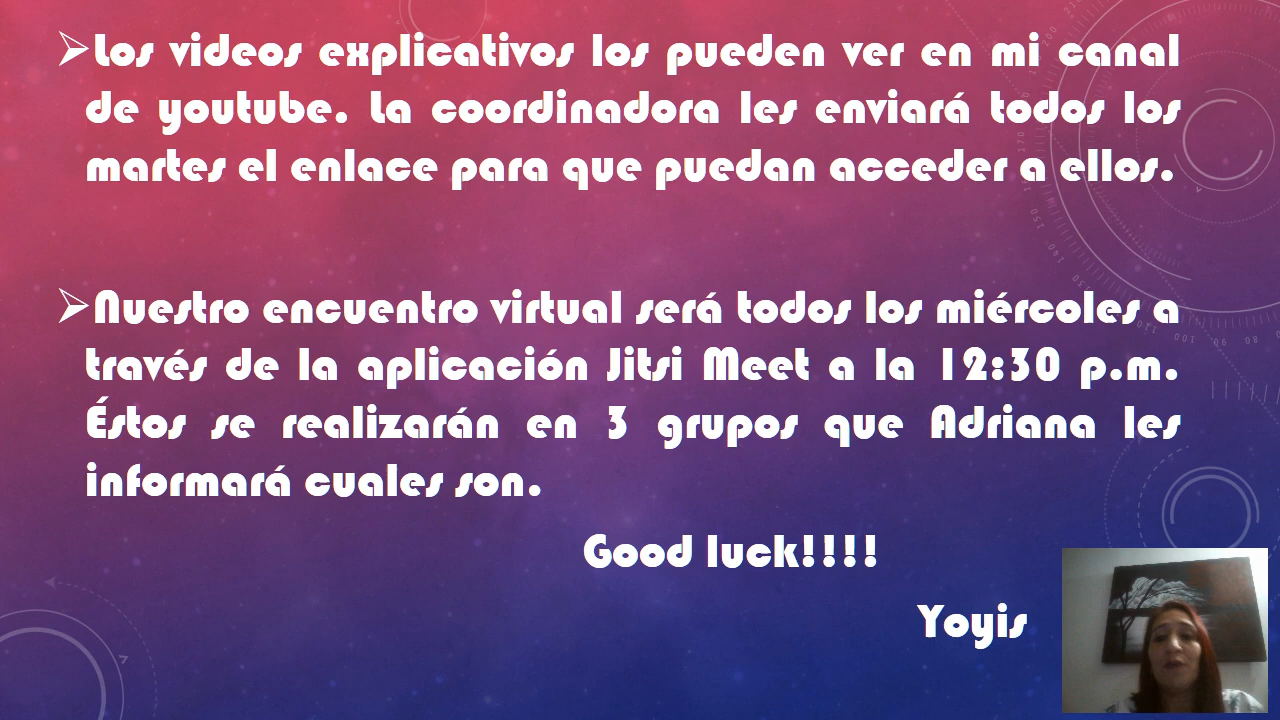 Los videos explicativos los pueden ver en mi canal
de youtube. La coordinadora les enviará todos los
martes el enlace para que puedan acceder a ellos.
Nuestro encuentro virtual será todos los miércoles a
través de la aplicación Jitsi Meet a la 12:30 p.m.
Éstos se realizarán en 3 grupos que Adriana les
informará cuales son.
Good luck!!!!
Yoyis